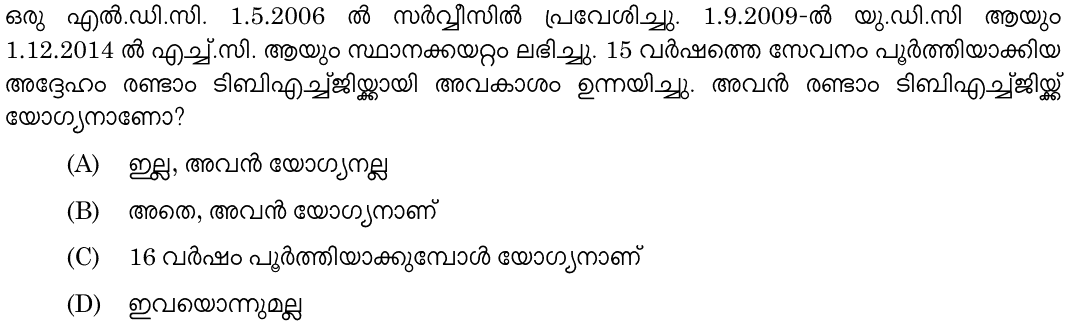 ഒരു എൽ.ഡി.സി. 1.5.2006 ൽ സർവ്വീസിൽ പ്രവേശിച്ചു. 1.9.2009-ൽ യു.ഡി.സി ആയും
1.12.2014 ൽ എച്ച്.സി. ആയും സ്ഥാനക്കയറ്റം ലഭിച്ചു. 15 വർഷത്തെ സേവനം പൂർത്തിയാക്കിയ
അദ്ദേഹം രണ്ടാം ടിബിഎച്ച്ജിയ്ക്കായി അവകാശം ഉന്നയിച്ചു. അവൻ രണ്ടാം ടിബിഎച്ച്ജിയ്ക്ക്
യോഗ്യനാണോ?
(A) ഇല്ല, അവൻ യോഗ്യനല്ല
(B) അതെ, അവൻ യോഗ്യനാണ്
(C) 16 വർഷം പൂർത്തിയാക്കുമ്പോൾ യോഗ്യനാണ്
(D) ഇവയൊന്നുമല്ല